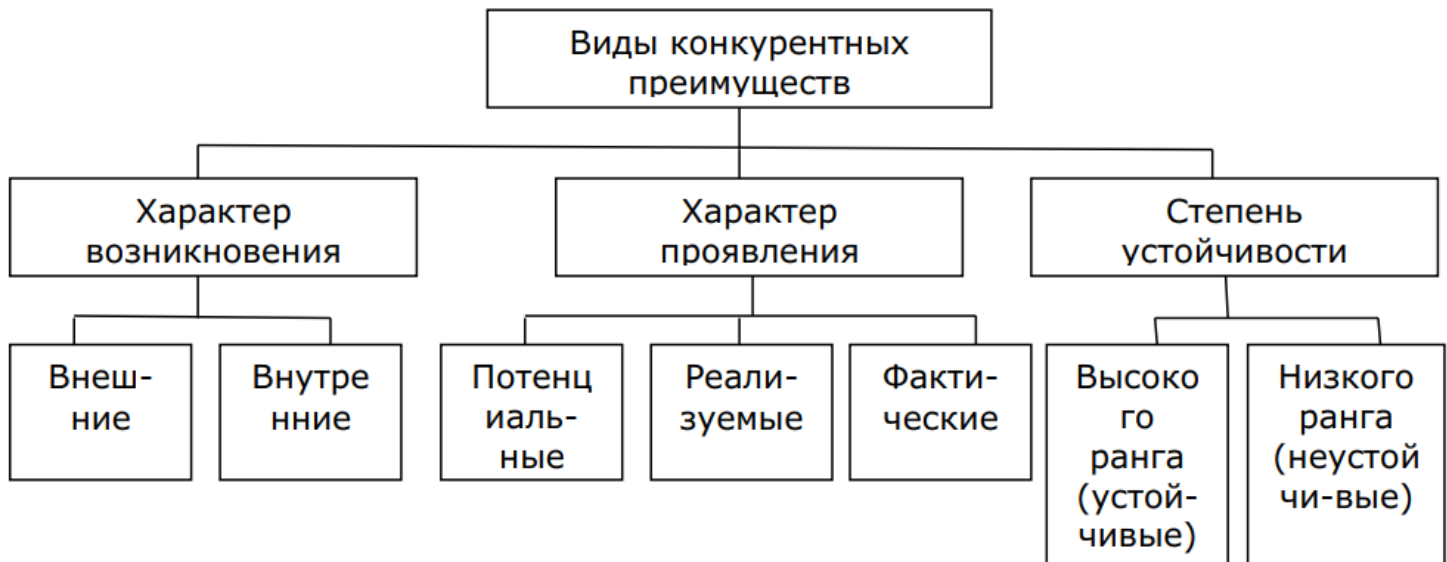 Виды конкурентных
преимуществ
Характер
возникновения
Характер
проявления
Степень
устойчивости
Внеш-
ние
Внутре
нние
Потенц
иаль-
ные
Реали-
зуемые
Факти-
ческие
Высоко
го
ранга
(устой-
чивые)
Низкого
ранга
(неустой
чи-вые)